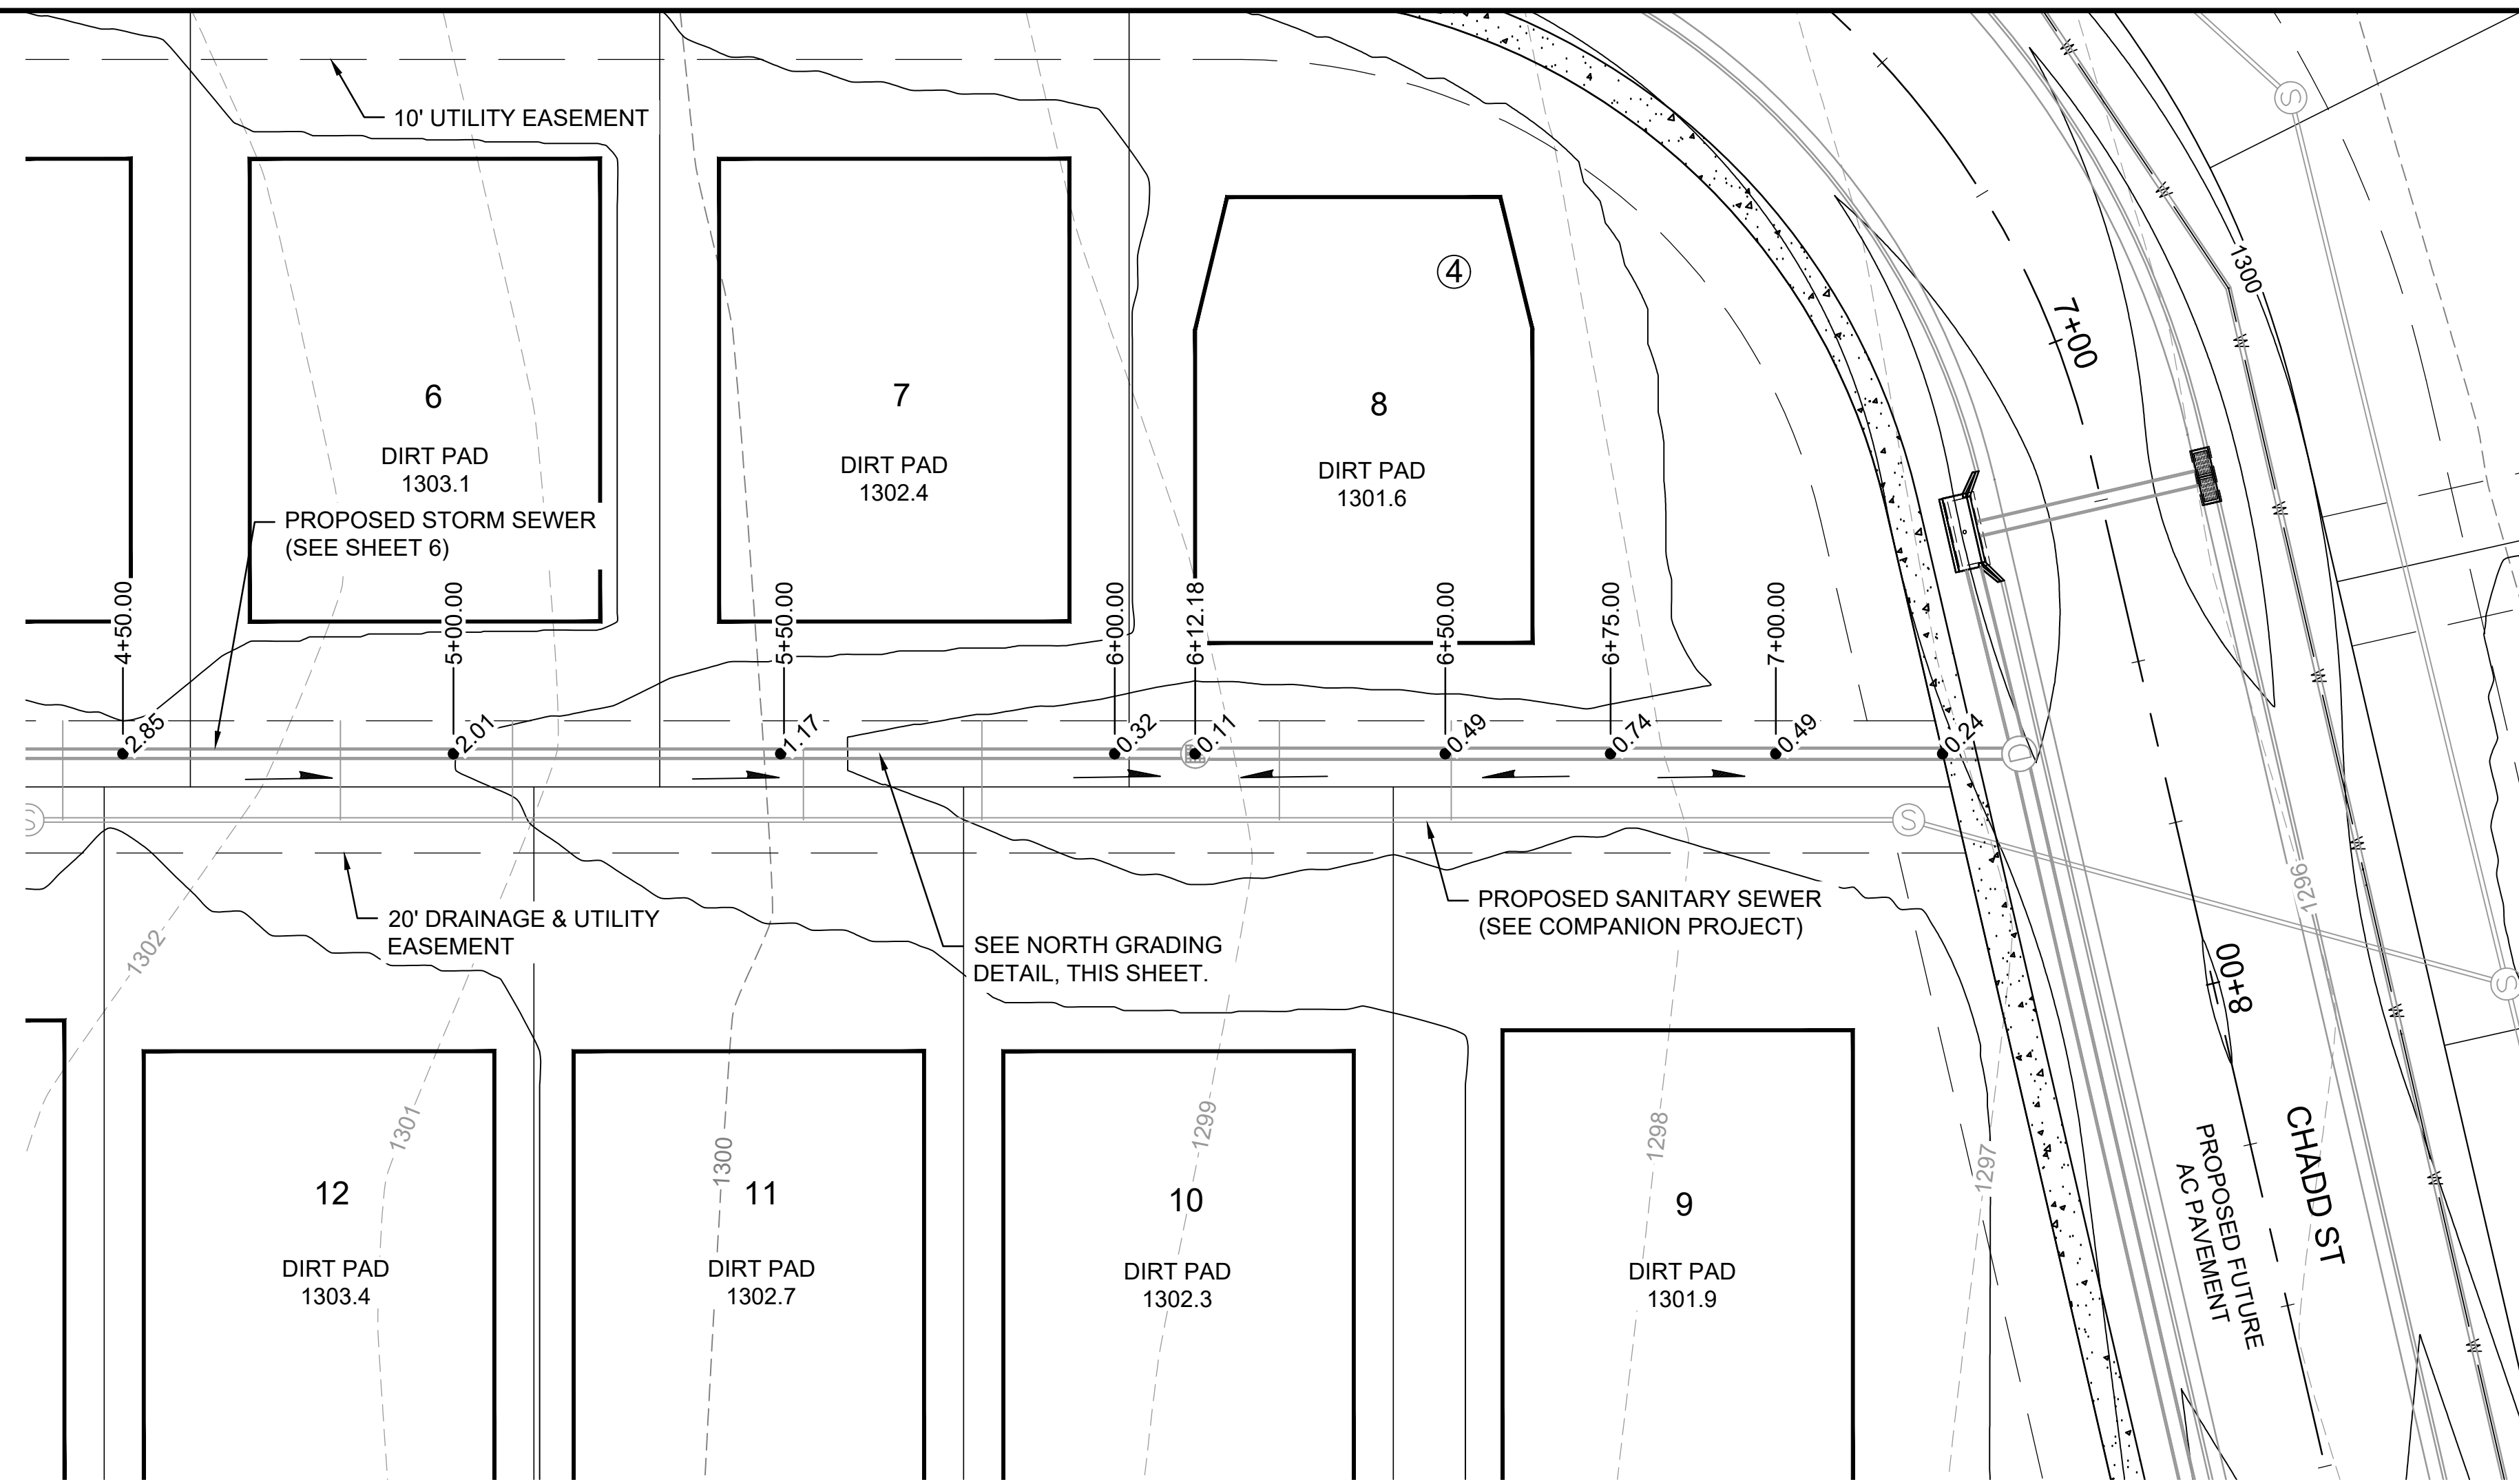 10' UTILITY EASEMENT
1300
7+00
④
6
DIRT PAD
1303.1
7
DIRT PAD
1302.4
8
DIRT PAD
1301.6
PROPOSED STORM SEWER
(SEE SHEET 6)
4+50.00
5+00.00
5+50.00
6+00.00
6+12.18
6+50.00
6+75.00
7+00.00
2.85
2.01
1.17
0.32
0.11
0.49
0.74
0.49
0.24
D
S
S
S
S
W
W
W
W
W
W
W
W
W
PROPOSED SANITARY SEWER
(SEE COMPANION PROJECT)
20' DRAINAGE & UTILITY
EASEMENT
SEE NORTH GRADING
DETAIL, THIS SHEET.
1302
1301
1300
1299
1298
1297
1296
8+00
CHADD ST
PROPOSED FUTURE
AC PAVEMENT
12
DIRT PAD
1303.4
11
DIRT PAD
1302.7
10
DIRT PAD
1302.3
9
DIRT PAD
1301.9